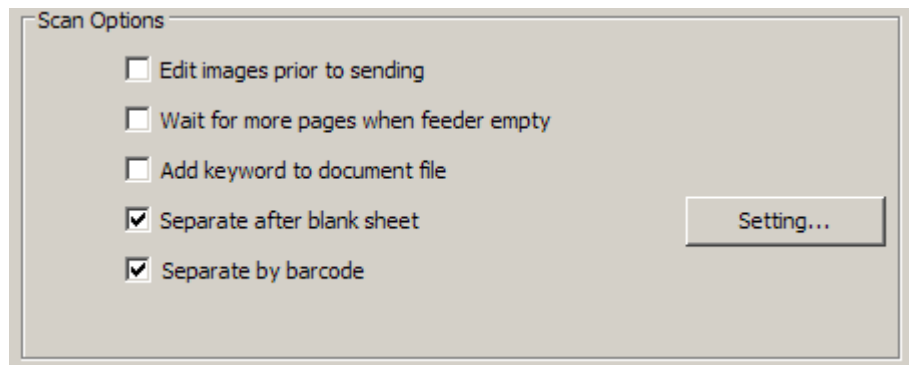 Scan Options
Edit images prior to sending
Wait for more pages when feeder empty
Add keyword to document file
Separate after blank sheet
Setting...
Separate by barcode